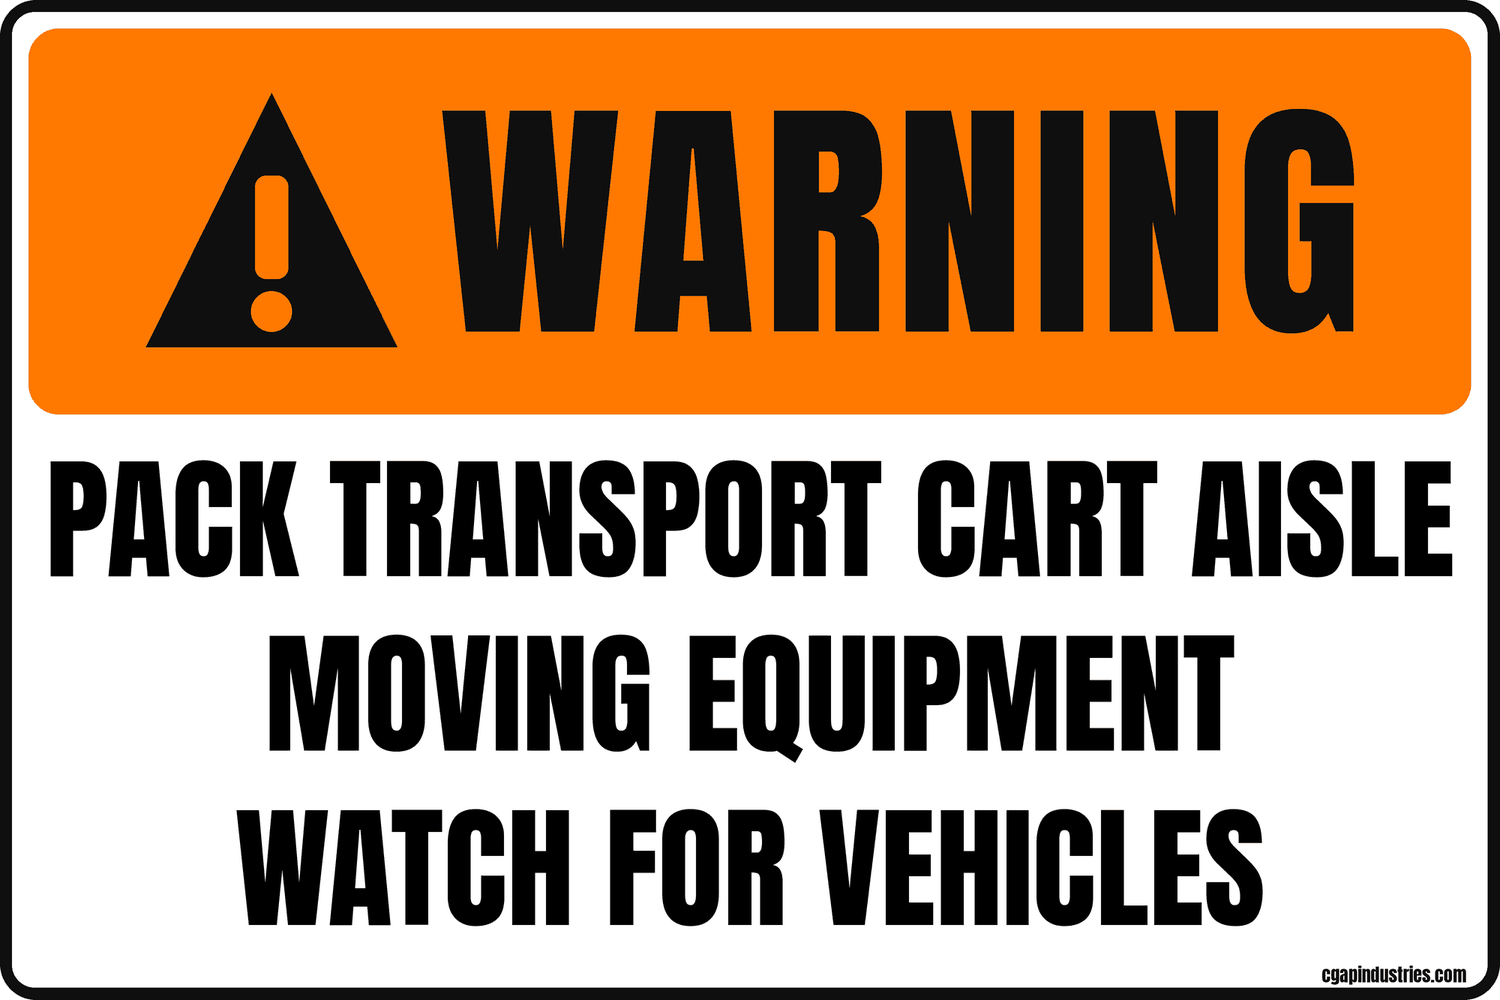 WARNING
PACK TRANSPORT CART AISLE
MOVING EQUIPMENT
WATCH FOR VEHICLES
cgapindustries.com